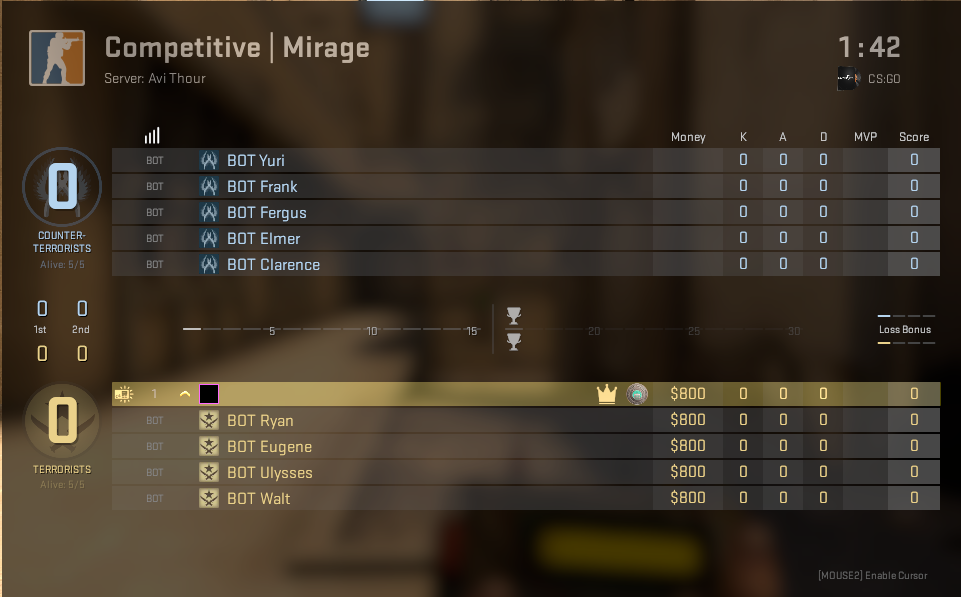 Competitive | Mirage
Server: Avi Thour
1:42
CS:GO
Money K A D MVP Score
BOT BOT Yuri 0 0 0 0
BOT BOT Frank 0 0 0 0
BOT BOT Fergus 0 0 0 0
BOT BOT Elmer 0 0 0 0
BOT BOT Clarence 0 0 0 0
0
COUNTER-
TERRORISTS
Alive: 5/5
0 0
1st 2nd
0 0
5 10 15 20 25 30
Loss Bonus
1 $800 0 0 0 0
BOT BOT Ryan $800 0 0 0 0
BOT BOT Eugene $800 0 0 0 0
BOT BOT Ulysses $800 0 0 0 0
BOT BOT Walt $800 0 0 0 0
0
TERRORISTS
Alive: 5/5
[MOUSE2] Enable Cursor